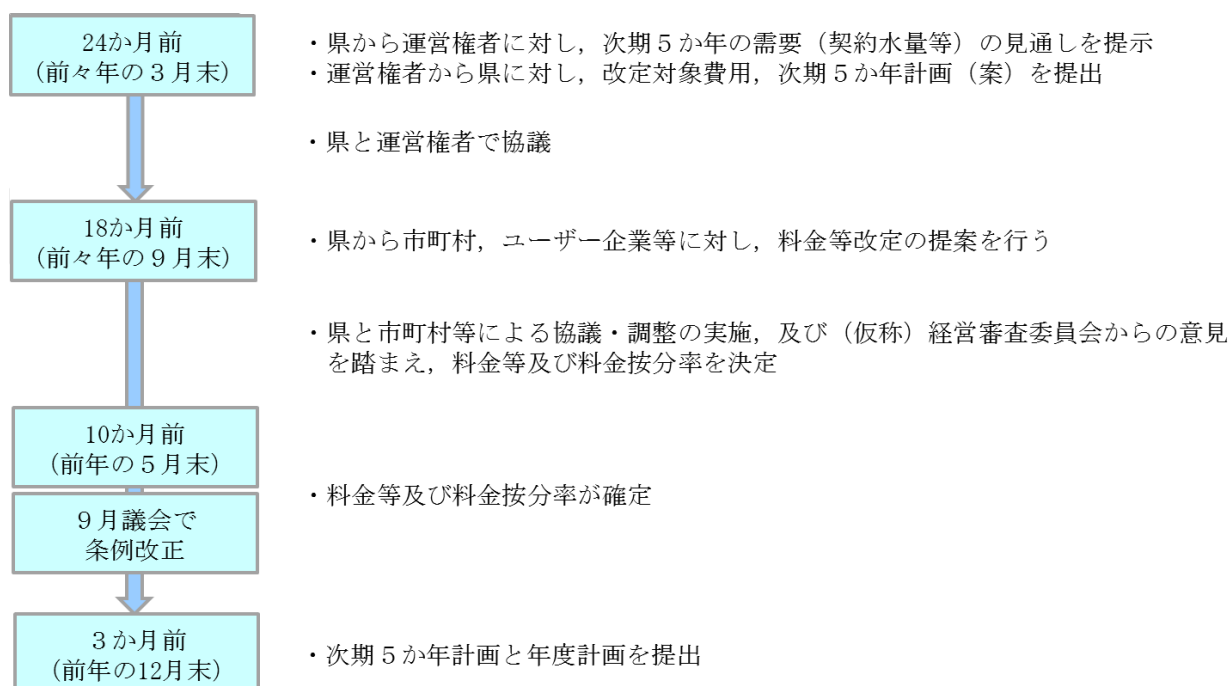 24か月前
(前々年の３月末)
・県から運営権者に対し，次期５か年の需要（契約水量等）の見通しを提示
・運営権者から県に対し，改定対象費用，次期５か年計画（案）を提出
・県と運営権者で協議
18か月前
(前々年の９月末)
・県から市町村，ユーザー企業等に対し，料金等改定の提案を行う
・県と市町村等による協議・調整の実施，及び（仮称）経営審査委員会からの意見
を踏まえ，料金等及び料金按分率を決定
10か月前
(前年の５月末)
９月議会で
条例改正
・料金等及び料金按分率が確定
３か月前
(前年の12月末)
・次期５か年計画と年度計画を提出